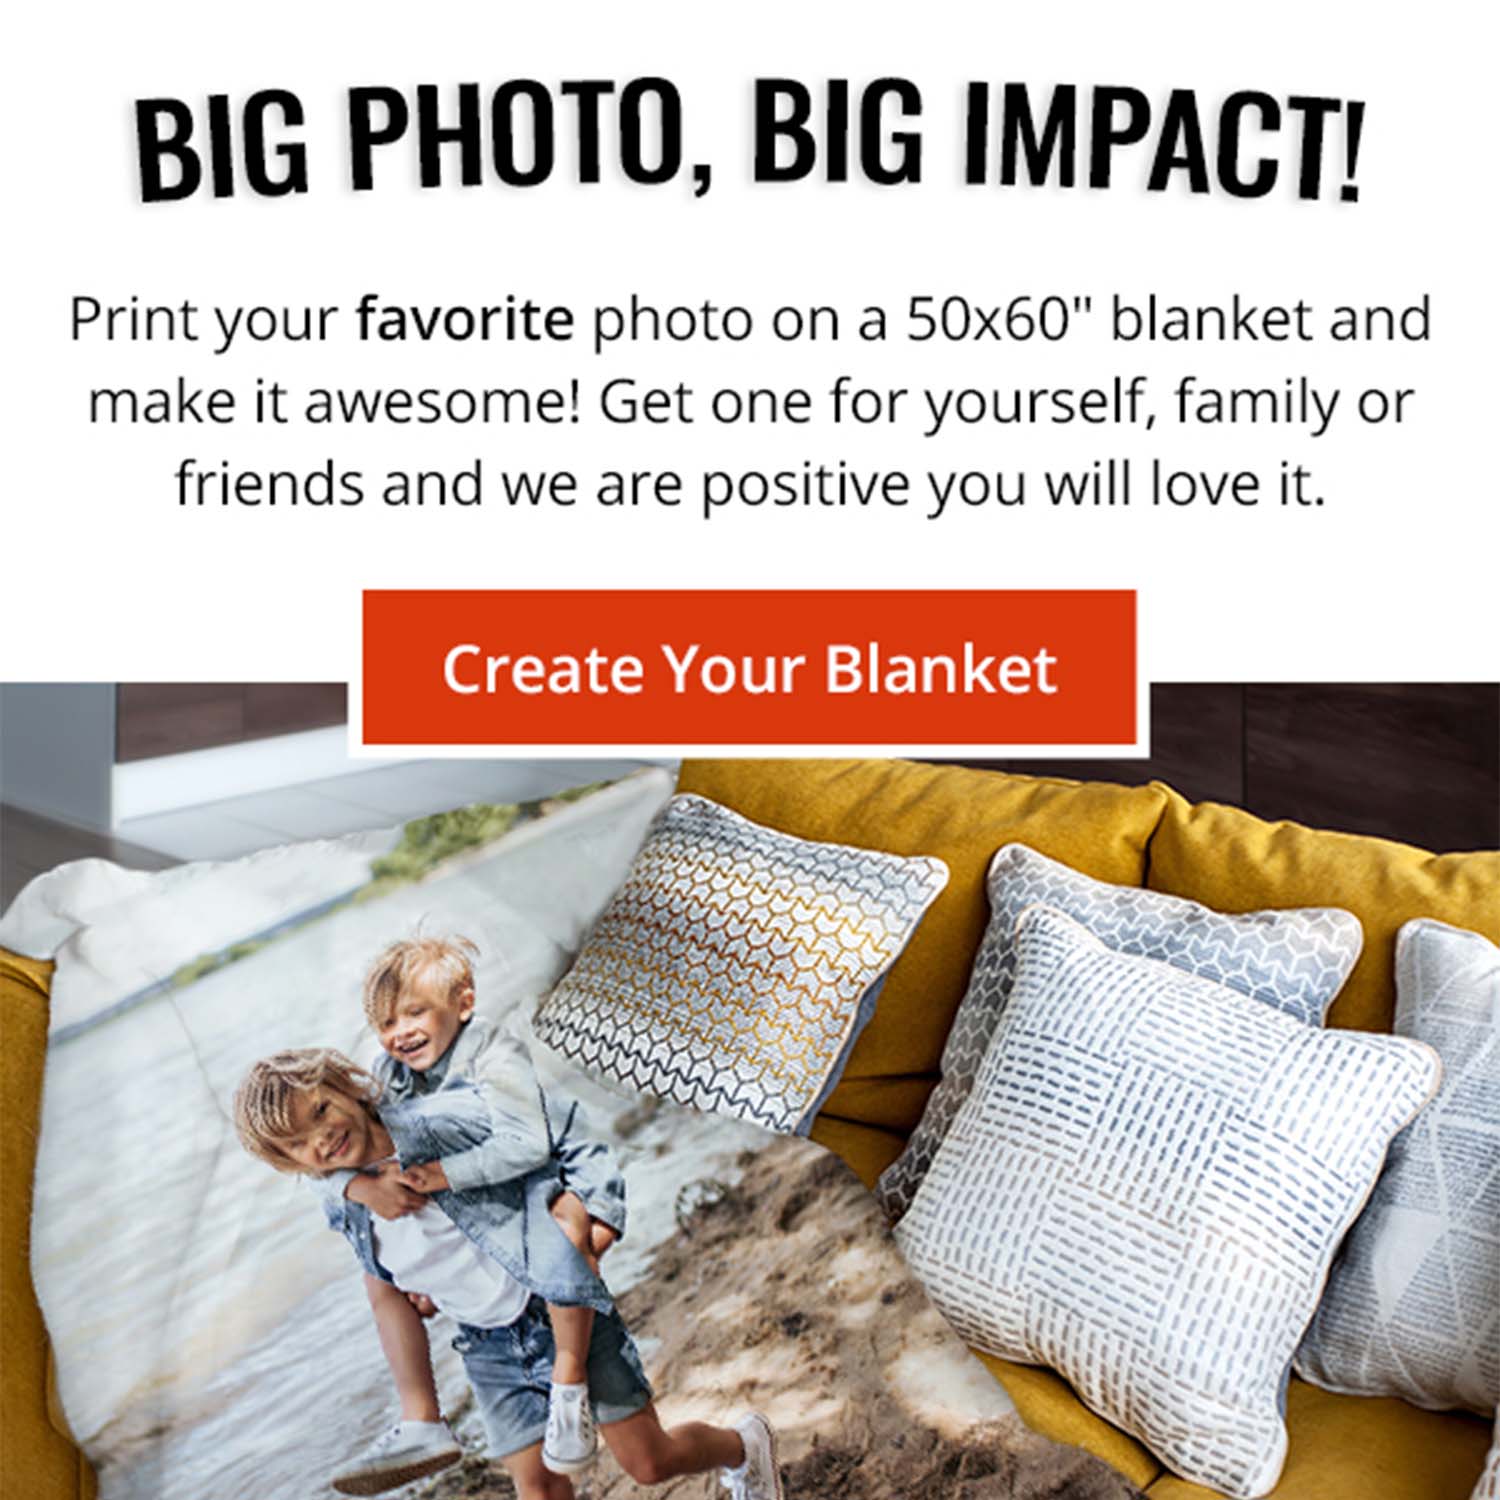 BIG PHOTO, BIG IMPACT!
Print your favorite photo on a 50x60" blanket and
make it awesome! Get one for yourself, family or
friends and we are positive you will love it.
Create Your Blanket